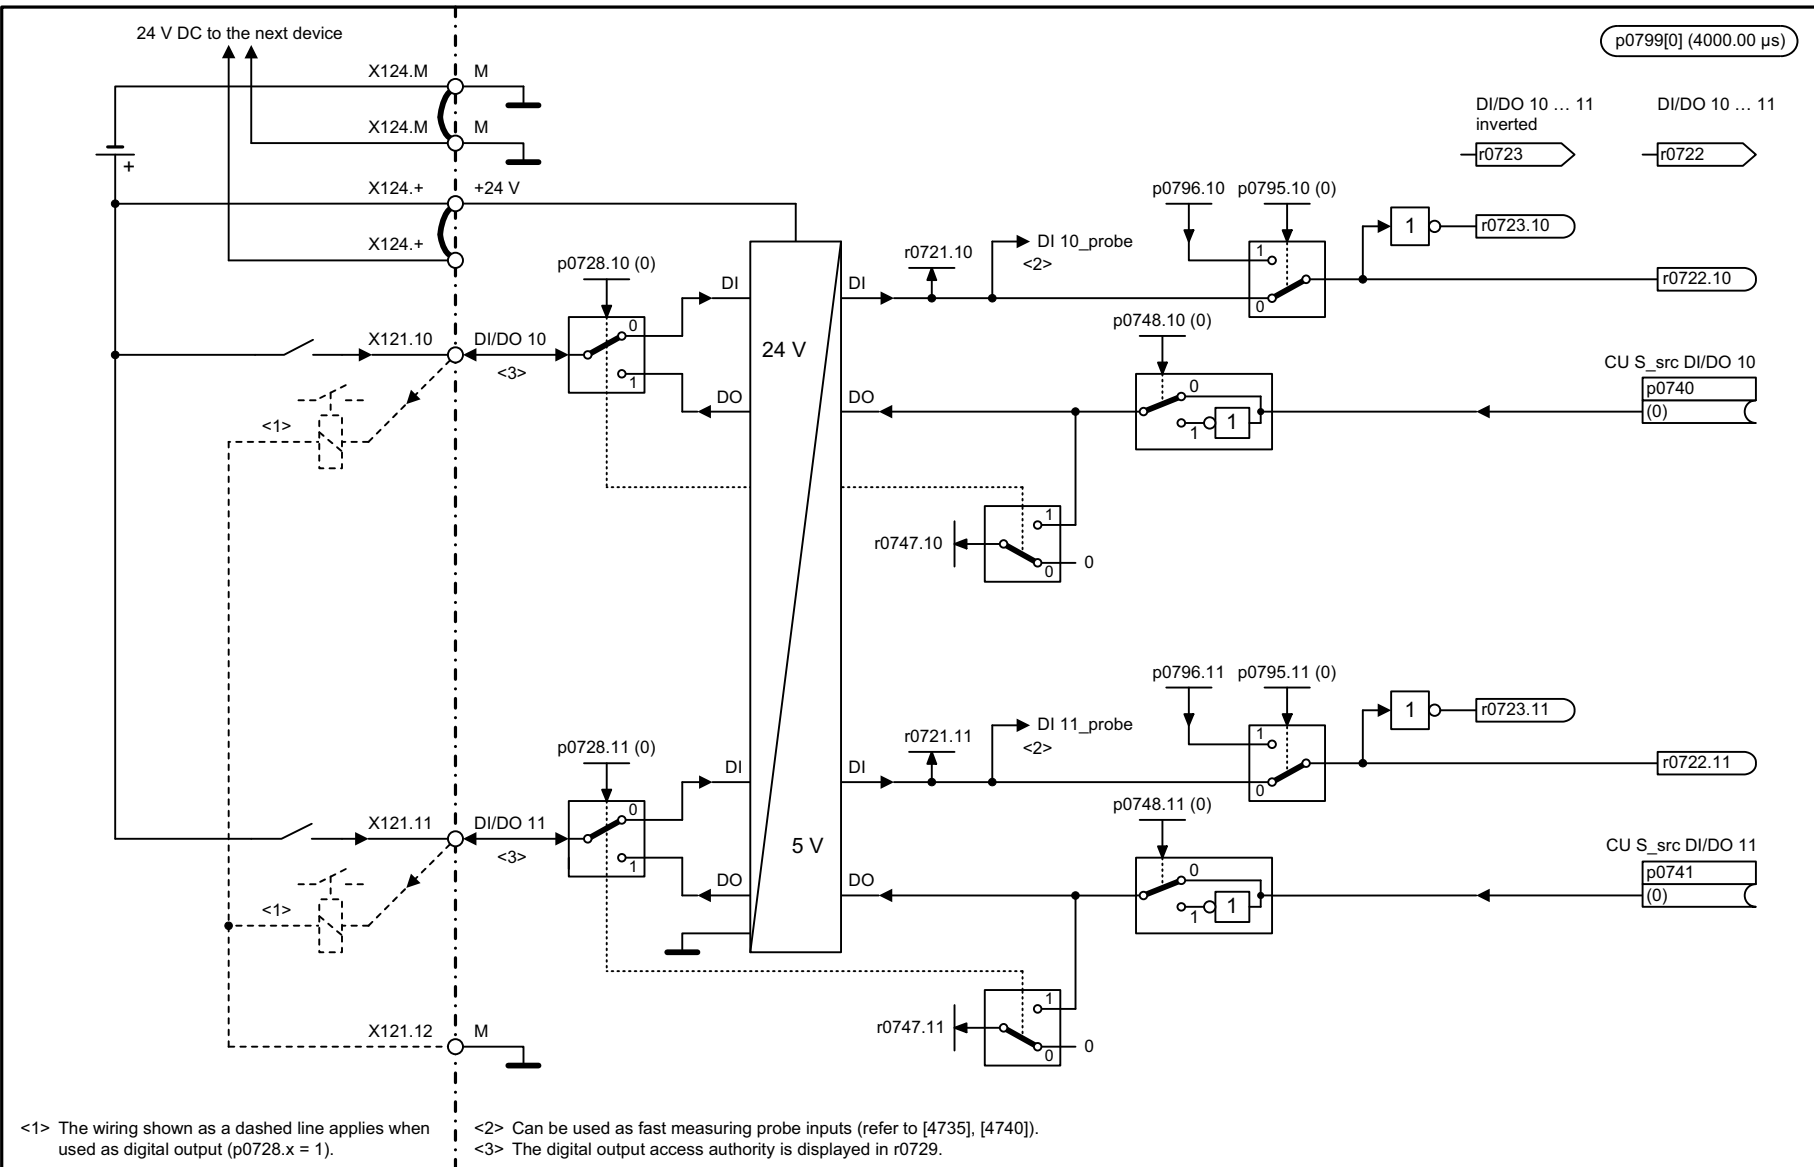 24 V DC to the next device
p0799[0] (4000.00 µs)
X124.M
M
X124.M
M
DI/DO 10 … 11
inverted
DI/DO 10 … 11
r0723
r0722
+
X124.+
+24 V
X124.+
p0796.10
p0795.10 (0)
DI 10_probe
<2>
r0721.10
1
0
1
r0723.10
r0722.10
p0728.10 (0)
DI
DI
24 V
X121.10
DI/DO 10
<3>
0
1
DO
DO
p0748.10 (0)
0
1
1
CU S_src DI/DO 10
p0740
(0)
<1>
r0747.10
1
0
0
p0796.11
p0795.11 (0)
DI 11_probe
<2>
r0721.11
1
0
1
r0723.11
r0722.11
p0728.11 (0)
DI
DI
5 V
X121.11
DI/DO 11
<3>
0
1
DO
DO
p0748.11 (0)
0
1
1
CU S_src DI/DO 11
p0741
(0)
<1>
r0747.11
1
0
0
X121.12
M
<1> The wiring shown as a dashed line applies when
used as digital output (p0728.x = 1).
<2> Can be used as fast measuring probe inputs (refer to [4735], [4740]).
<3> The digital output access authority is displayed in r0729.